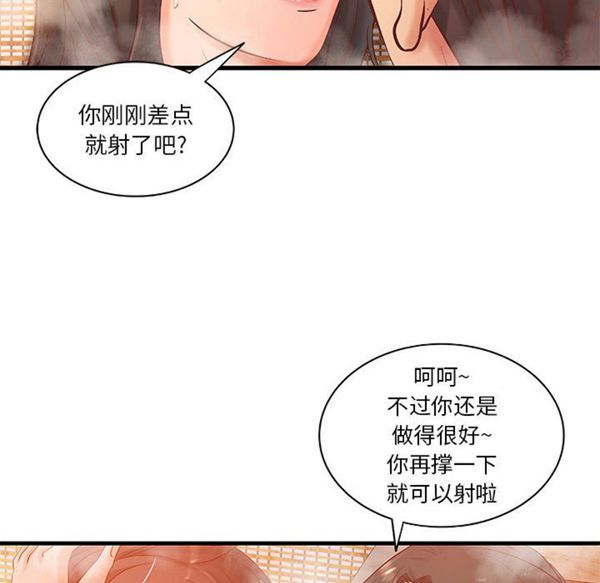 你刚刚差点
就射了吧?
呵呵~
不过你还是
做得很好~
你再撑一下
就可以射啦